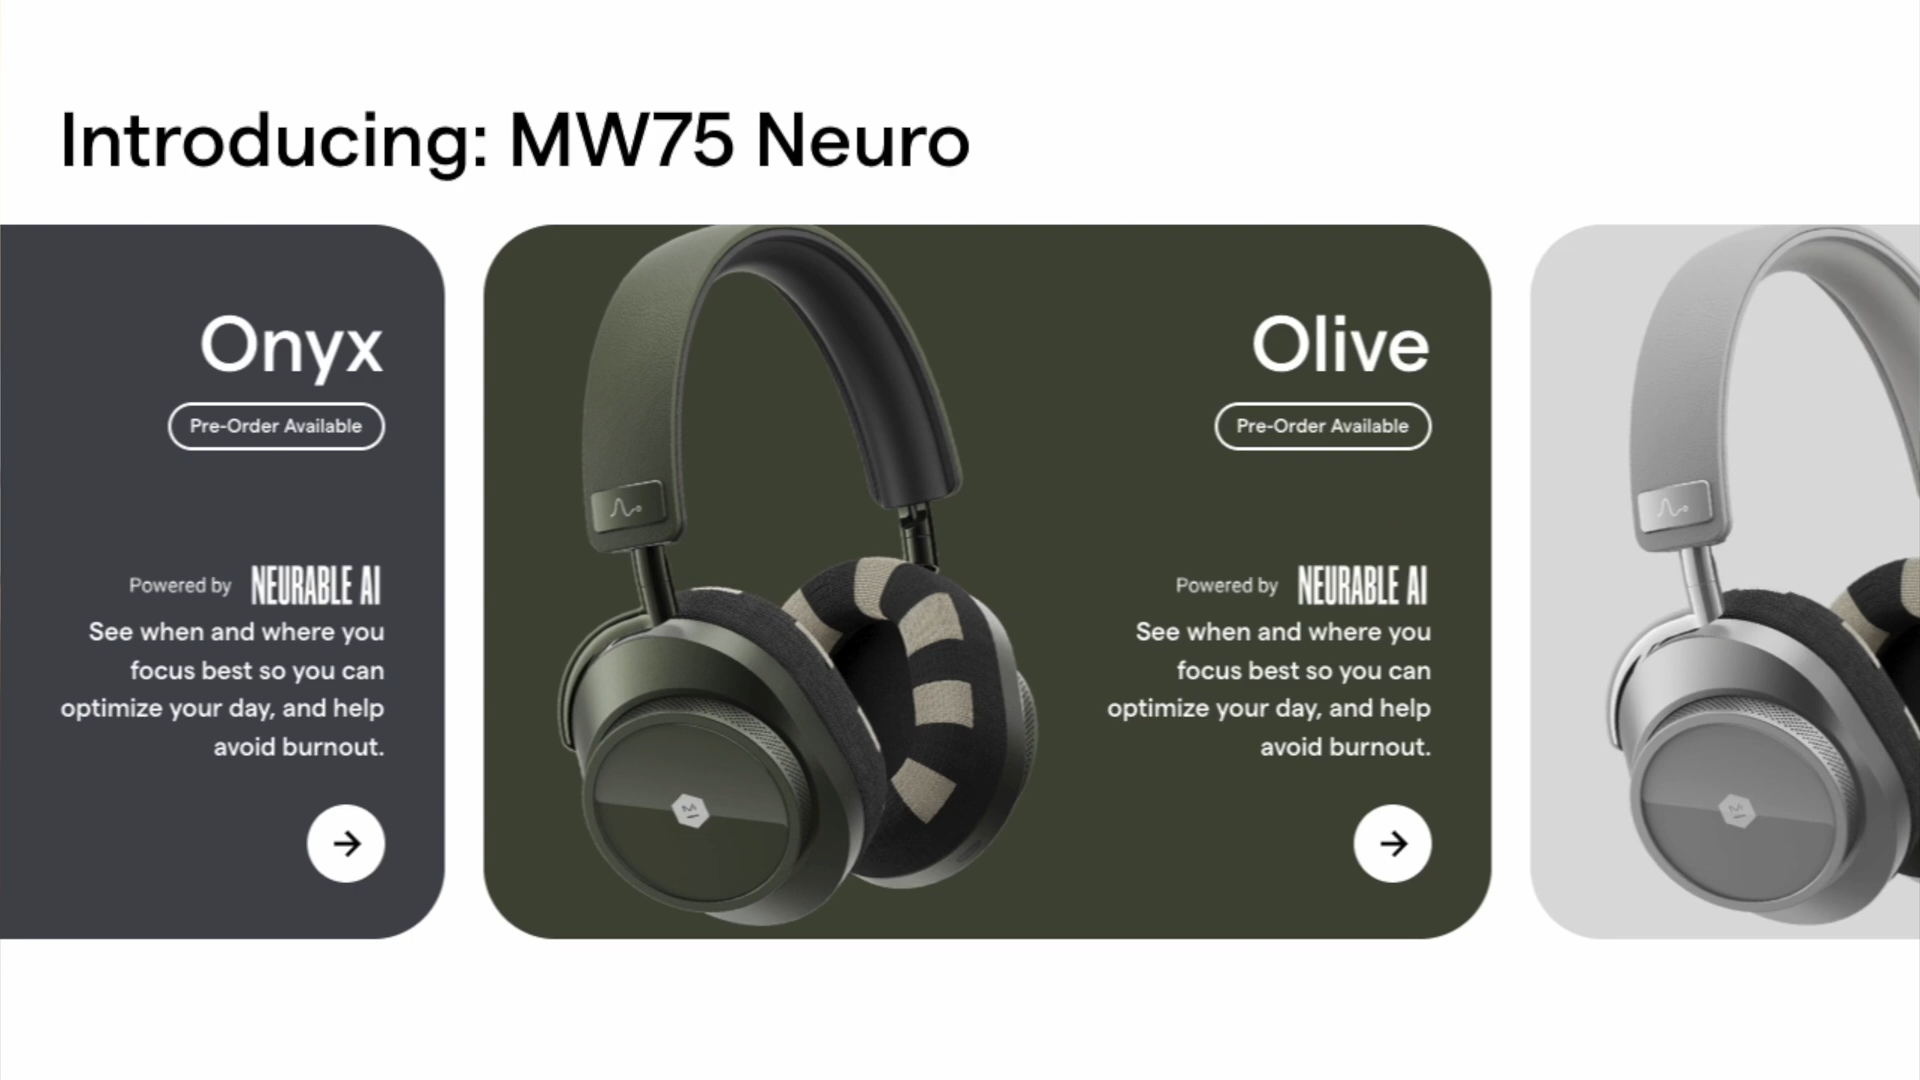 Introducing: MW75 Neuro
Onyx
Pre-Order Available
Powered by NEURABLE AI
See when and where you
focus best so you can
optimize your day, and help
avoid burnout.
Olive
Pre-Order Available
Powered by NEURABLE AI
See when and where you
focus best so you can
optimize your day, and help
avoid burnout.